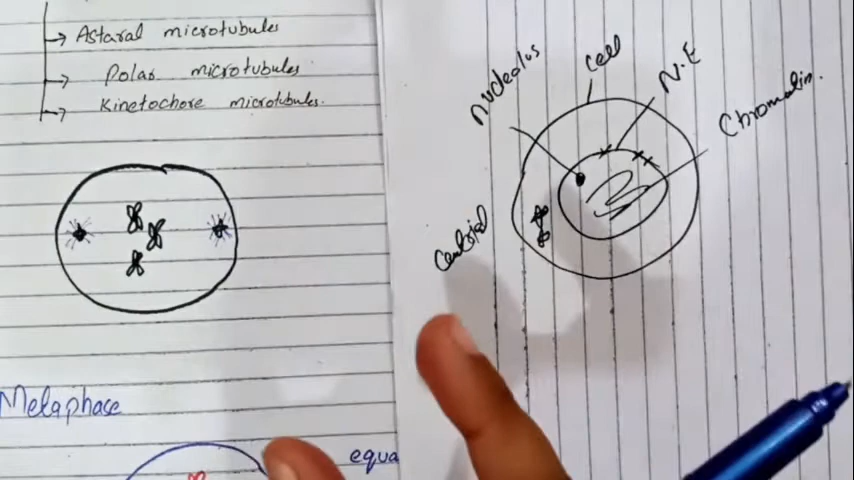 Astaral microtubules
Polar microtubules
Kinetochore microtubules.
Metaphase
equa
nucleolus
cell
N.E
Chromatin.
Centriol